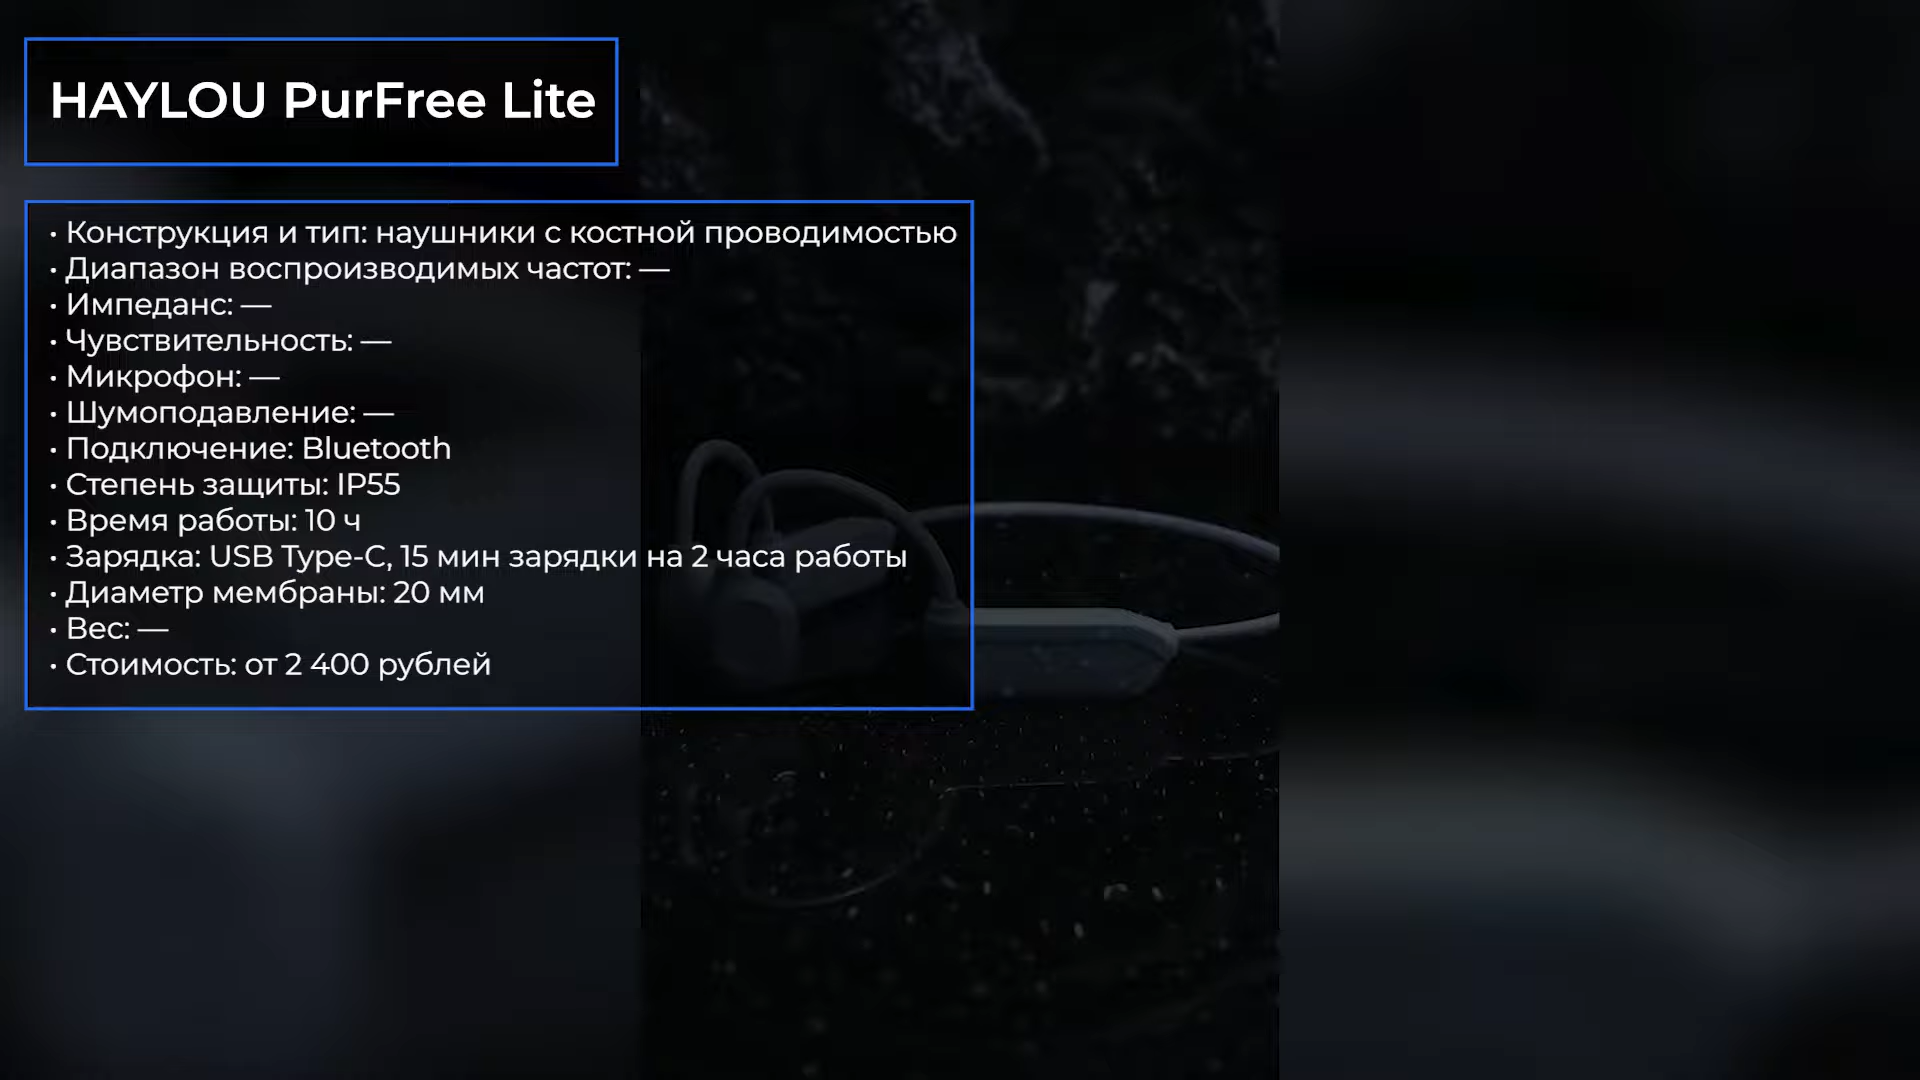 HAYLOU PurFree Lite
• Конструкция и тип: наушники с костной проводимостью
• Диапазон воспроизводимых частот: —
• Импеданс: —
• Чувствительность: —
• Микрофон: —
• Шумоподавление: —
• Подключение: Bluetooth
• Степень защиты: IP55
• Время работы: 10 ч
• Зарядка: USB Type-C, 15 мин зарядки на 2 часа работы
• Диаметр мембраны: 20 мм
• Вес: —
• Стоимость: от 2 400 рублей